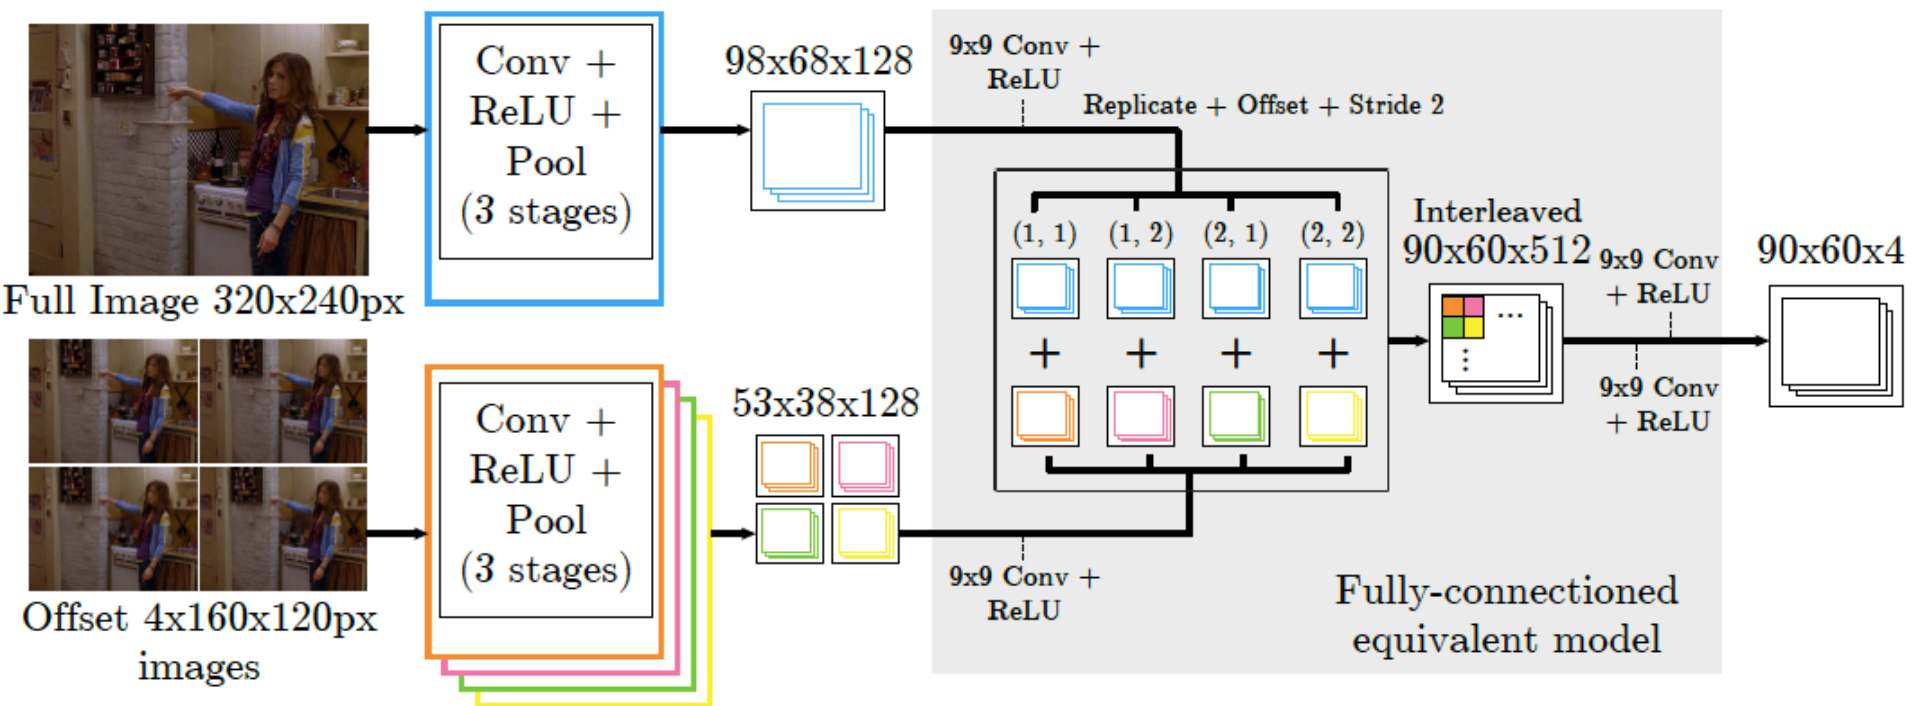 Conv +
ReLU +
Pool
(3 stages)
98x68x128
9x9 Conv +
ReLU
Replicate + Offset + Stride 2
(1, 1) (1, 2) (2, 1) (2, 2)
+ + + +
Interleaved
90x60x512
...
⋮
9x9 Conv
+ ReLU
90x60x4
Full Image 320x240px
Conv +
ReLU +
Pool
(3 stages)
53x38x128
9x9 Conv
+ ReLU
9x9 Conv +
ReLU
Offset 4x160x120px
images
Fully-connectioned
equivalent model